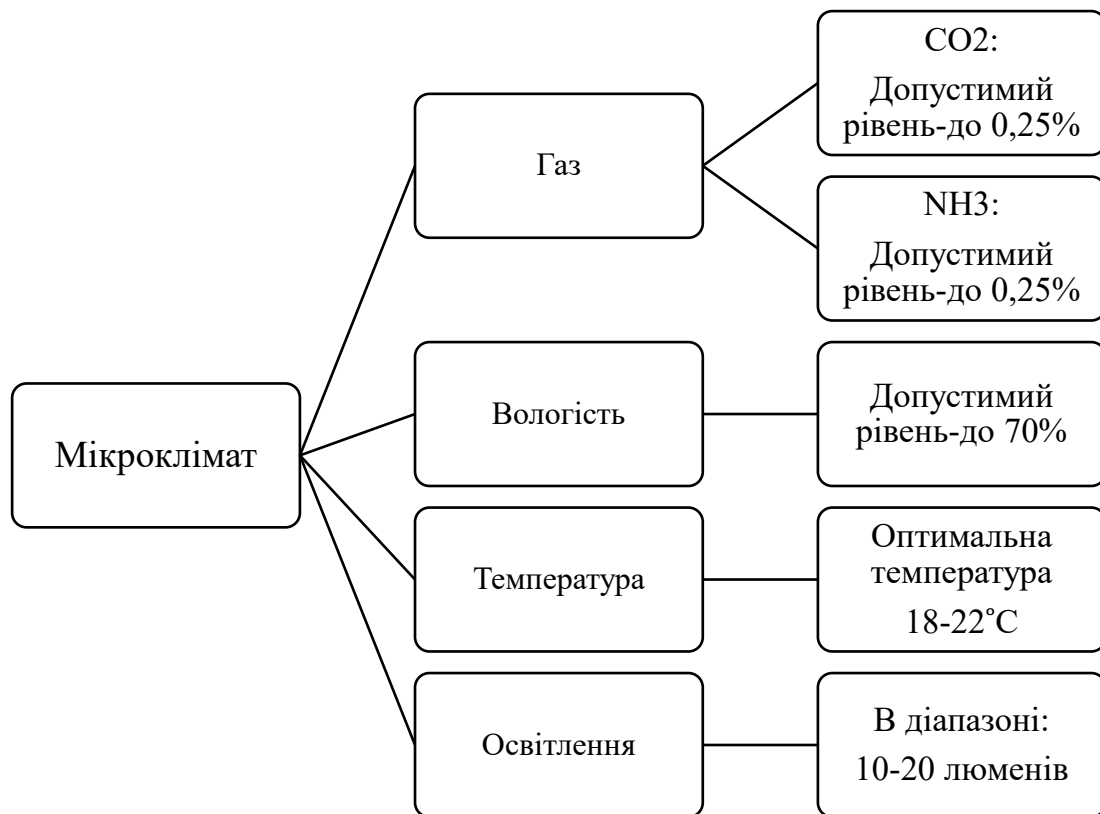 Мікроклімат
Газ
CO2:
Допустимий
рівень-до 0,25%
NH3:
Допустимий
рівень-до 0,25%
Вологість
Допустимий
рівень-до 70%
Температура
Оптимальна
температура
18-22˚С
Освітлення
В діапазоні:
10-20 люменів